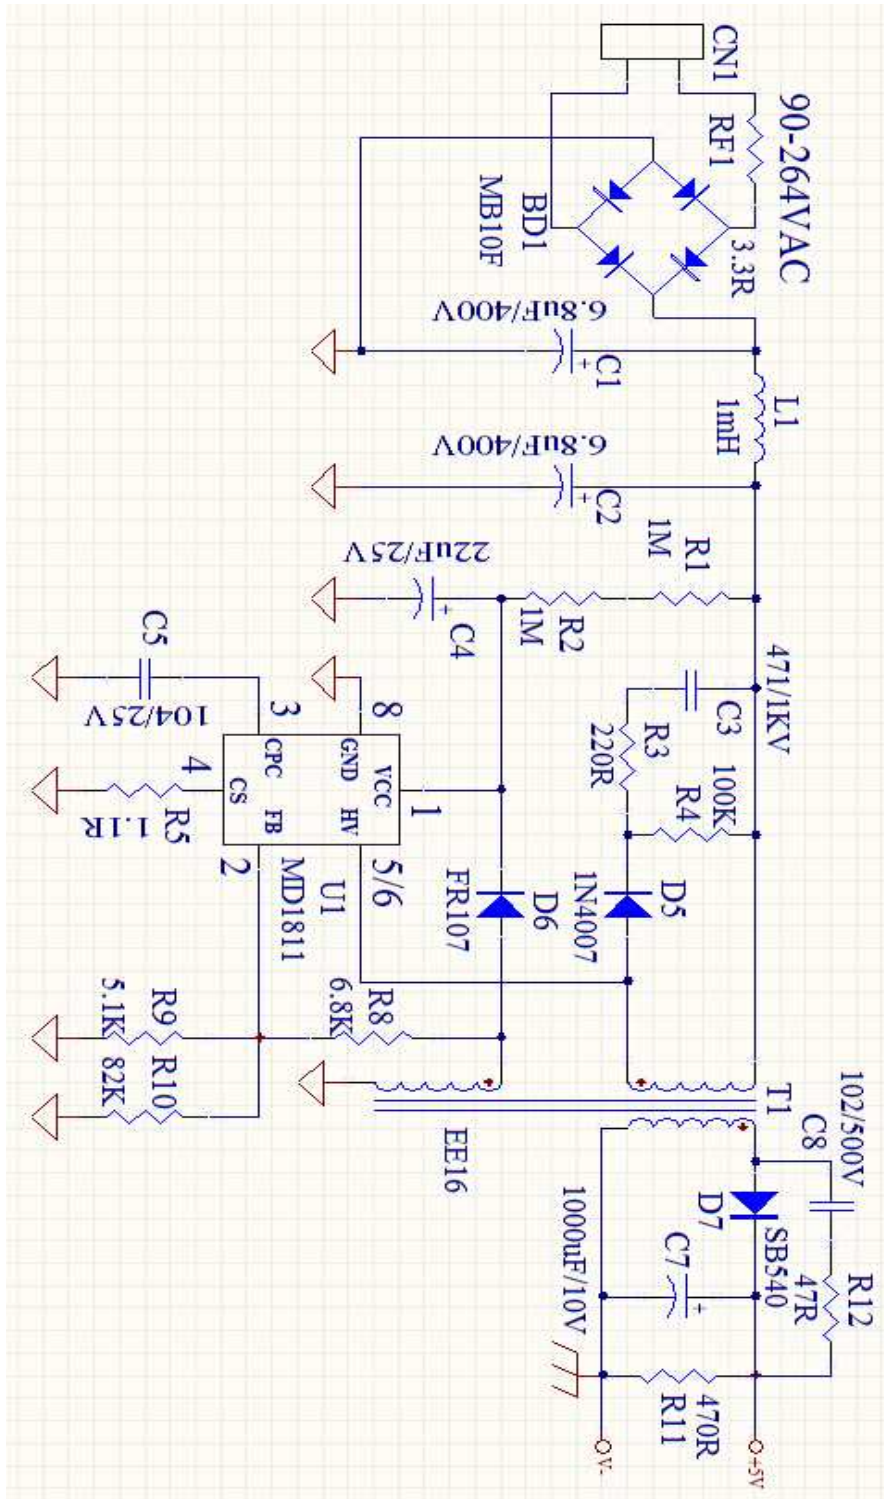 CN1
90-264VAC
RF1
3.3R
BD1
MB10F
6.8uF/400V
C1
L1
1mH
6.8uF/400V
C2
R1
1M
R2
1M
22uF/25V
C4
471/1KV
C3
R3
220R
R4
100K
C5
104/25V
3
8
CPC
GND
VCC
4
CS
FB
HV
1
R5
1.1R
2
5/6
U1
MD1811
D6
FR107
D5
1N4007
R8
6.8K
R9
5.1K
R10
82K
T1
EE16
C8
102/500V
D7
SB540
R12
47R
C7
+
1000uF/10V
R11
470R
V-
+5V